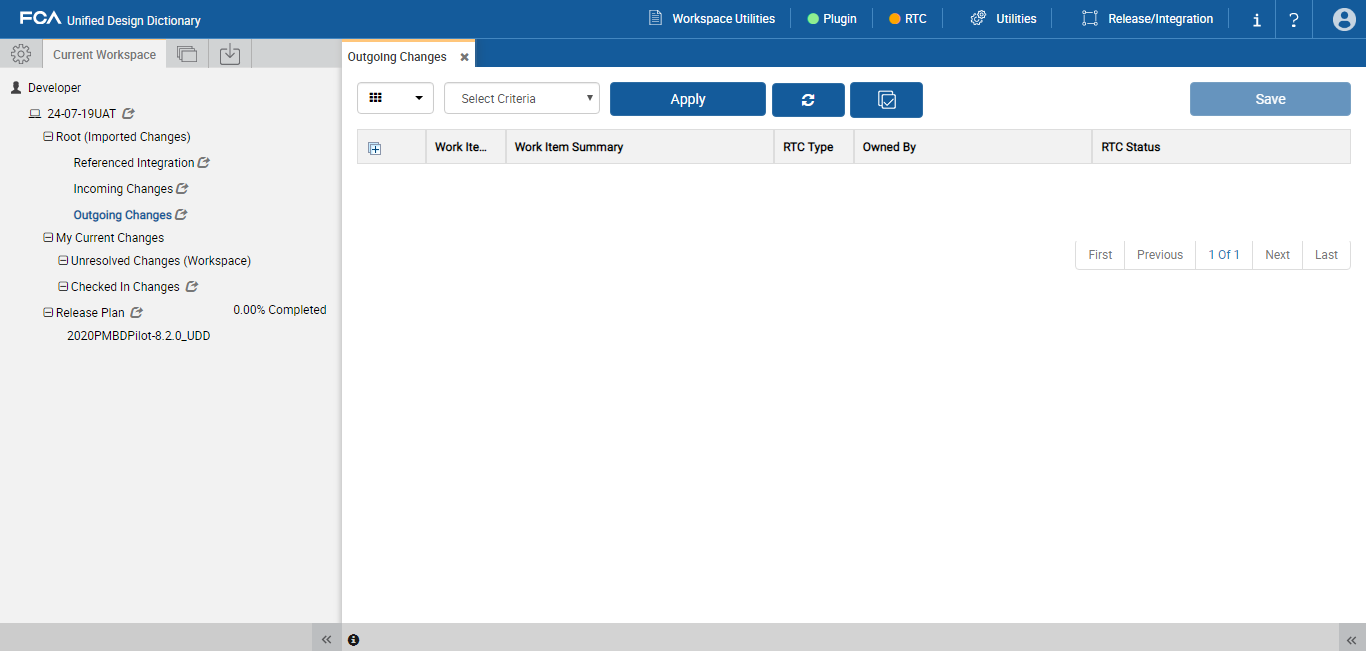 FCA Unified Design Dictionary
Workspace Utilities
Plugin
RTC
Utilities
Release/Integration
i
?
Current Workspace
Outgoing Changes
Developer
24-07-19UAT
Root (Imported Changes)
Referenced Integration
Incoming Changes
Outgoing Changes
My Current Changes
Unresolved Changes (Workspace)
Checked In Changes
Release Plan
0.00% Completed
2020PMBDPilot-8.2.0_UDD
Select Criteria
Apply
Save
Work Ite...
Work Item Summary
RTC Type
Owned By
RTC Status
First
Previous
1 Of 1
Next
Last